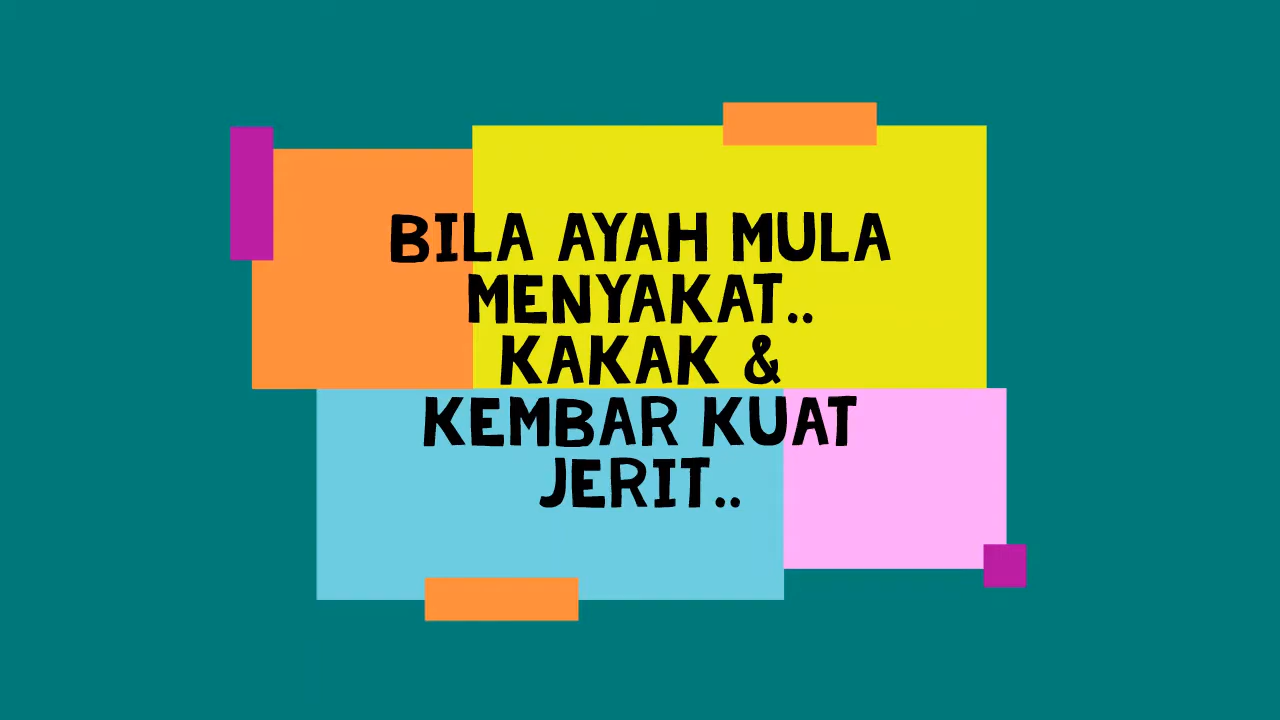 BILA AYAH MULA
MENYAKAT..
KAKAK &
KEMBAR KUAT
JERIT..